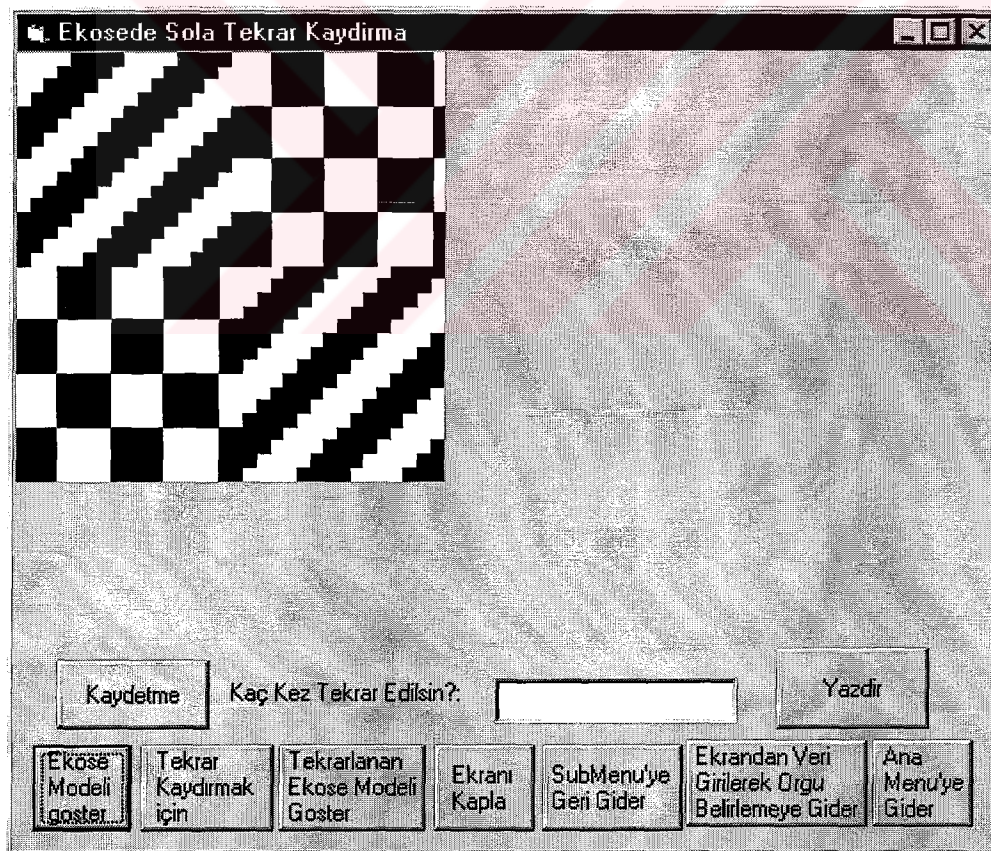 Ekosede Sola Tekrar Kaydirma
Kaydetme
Kaç Kez Tekrar Edilsin?:
Yazdir
Ekose
Modeli
goster
Tekrar
Kaydırmak
için
Tekrarlanan
Ekose Modeli
Goster
Ekranı
Kapla
SubMenu'ye
Geri Gider
Ekrandan Veri
Girilerek Orgu
Belirlemeye Gider
Ana
Menu'ye
Gider